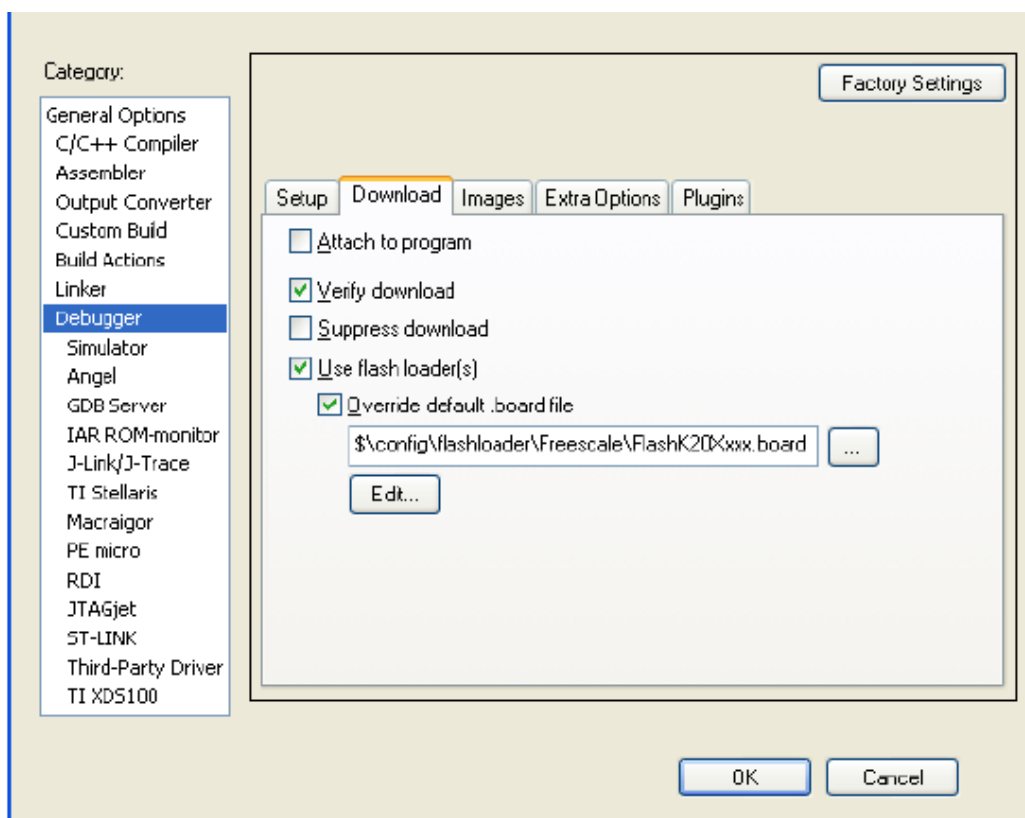 Category:
General Options
C/C++ Compiler
Assembler
Output Converter
Custom Build
Build Actions
Linker
Debugger
Simulator
Angel
GDB Server
IAR ROM-monitor
J-Link/J-Trace
TI Stellaris
Macraigor
PE micro
RDI
JTAGjet
ST-LINK
Third-Party Driver
TI XDS100
Factory Settings
Setup Download Images Extra Options Plugins
Attach to program
Verify download
Suppress download
Use flash loader(s)
Override default .board file
$\config\flashloader\Freescale\FlashK20Xxxx.board ...
Edit...
OK Cancel